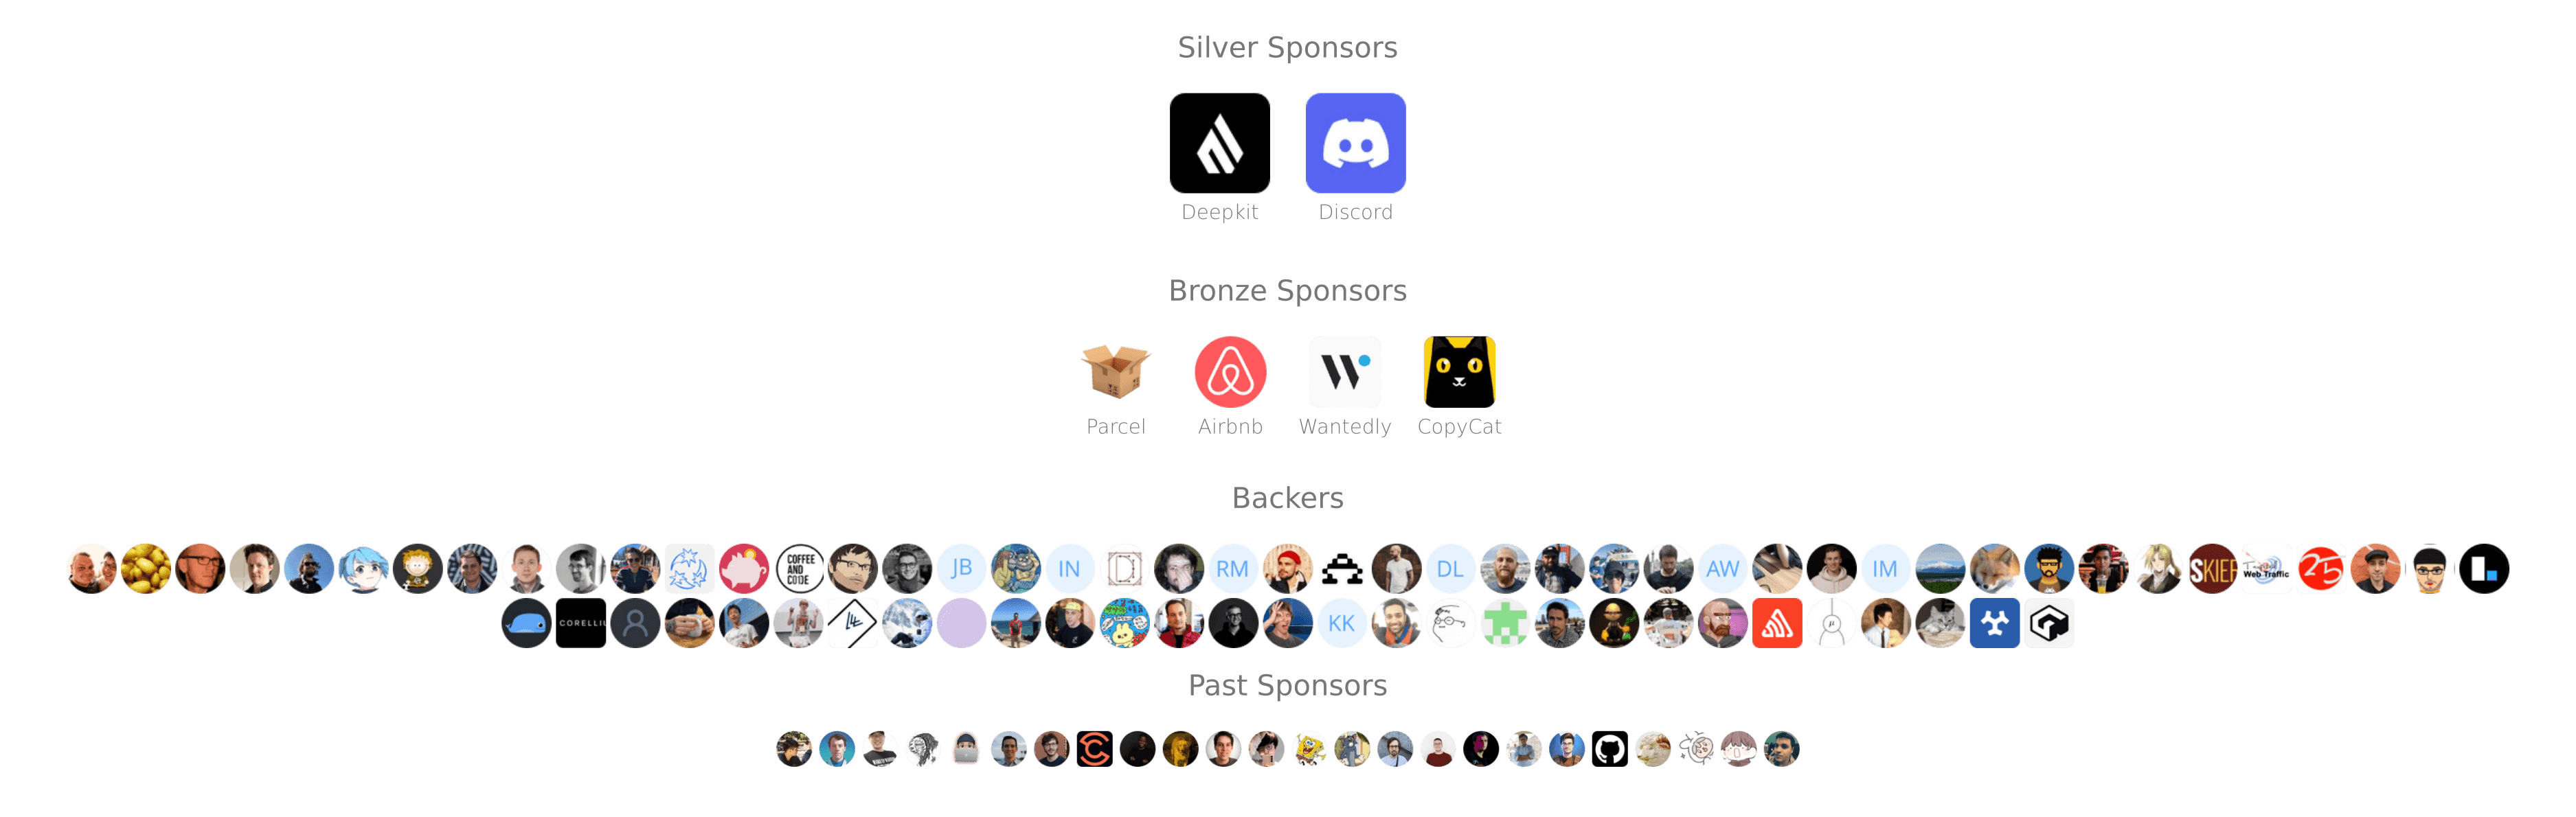 Silver Sponsors
Deepkit Discord
Bronze Sponsors
Parcel Airbnb Wantedly CopyCat
Backers
COFFEE AND CODE JB IN RM DL AW IM SKIEF Web Traffic 25
CORELLIU KK
Past Sponsors